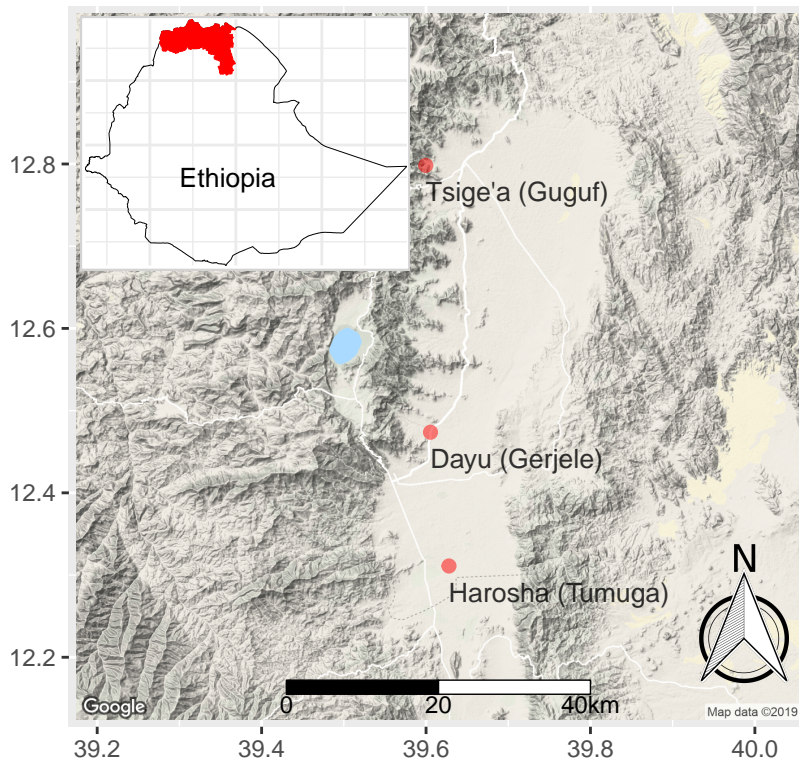 Ethiopia
12.8
Tsige'a (Guguf)
12.6
Dayu (Gerjele)
12.4
N
Harosha (Tumuga)
12.2
0
20
40km
Google
Map data ©2019
39.2
39.4
39.6
39.8
40.0